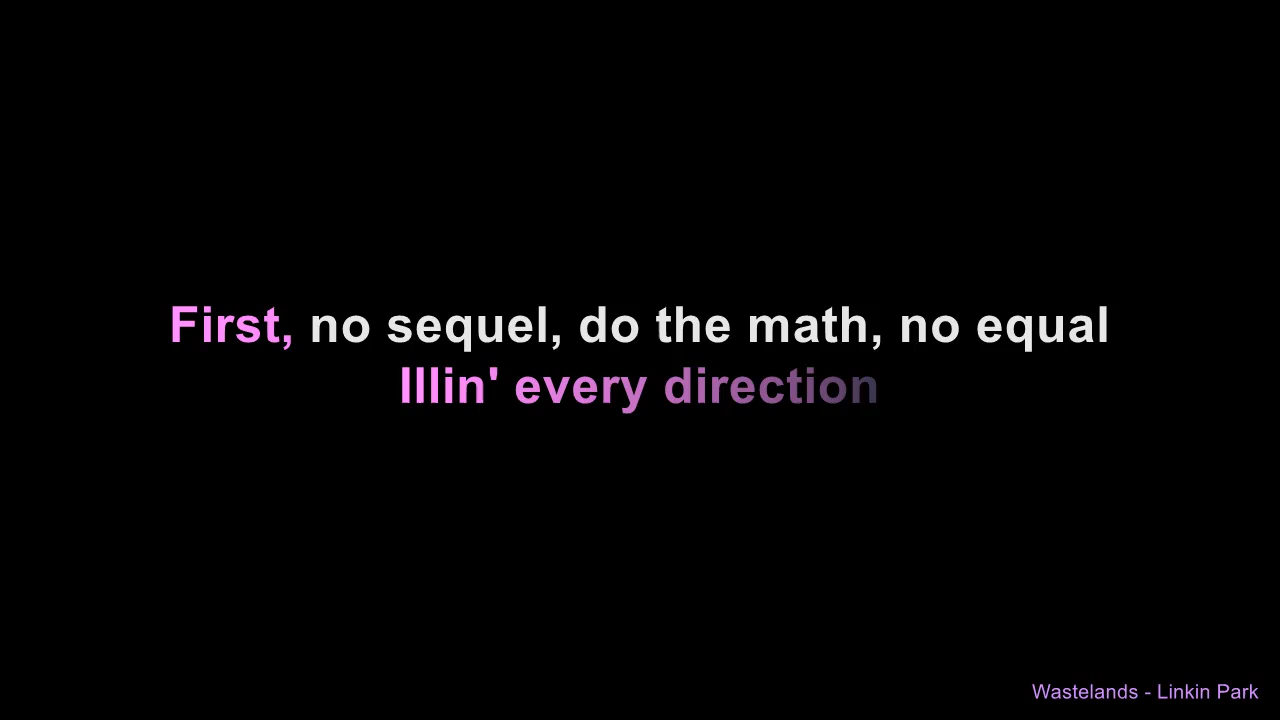 First, no sequel, do the math, no equal
Illin' every direction
Wastelands - Linkin Park